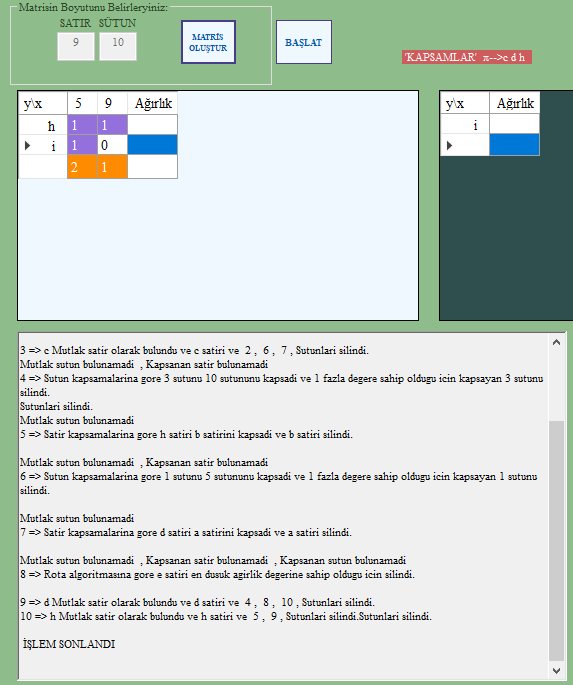 Matrisin Boyutunu Belirleryiniz:
SATIR SÜTUN
9 10
MATRİS
OLUŞTUR
BAŞLAT
'KAPSAMLAR' π-->c d h
y\x 5 9 Ağırlık
h 1 1
i 1 0
2 1
y\x Ağırlık
i
3 => c Mutlak satir olarak bulundu ve c satiri ve 2 , 6 , 7 , Sutunlari silindi.
Mutlak sutun bulunamadi , Kapsanan satir bulunamadi
4 => Sutun kapsamalarina gore 3 sutunu 10 sutununu kapsadi ve 1 fazla degere sahip oldugu icin kapsayan 3 sutunu
silindi.
Sutunlari silindi.
Mutlak sutun bulunamadi
5 => Satir kapsamalarina gore h satiri b satirini kapsadi ve b satiri silindi.
Mutlak sutun bulunamadi , Kapsanan satir bulunamadi
6 => Sutun kapsamalarina gore 1 sutunu 5 sutununu kapsadi ve 1 fazla degere sahip oldugu icin kapsayan 1 sutunu
silindi.
Mutlak sutun bulunamadi
7 => Satir kapsamalarina gore d satiri a satirini kapsadi ve a satiri silindi.
Mutlak sutun bulunamadi , Kapsanan satir bulunamadi , Kapsanan sutun bulunamadi
8 => Rota algoritmasına gore e satiri en dusuk agirlik degerine sahip oldugu icin silindi.
9 => d Mutlak satir olarak bulundu ve d satiri ve 4 , 8 , 10 , Sutunlari silindi.
10 => h Mutlak satir olarak bulundu ve h satiri ve 5 , 9 , Sutunlari silindi.Sutunlari silindi.
İŞLEM SONLANDI